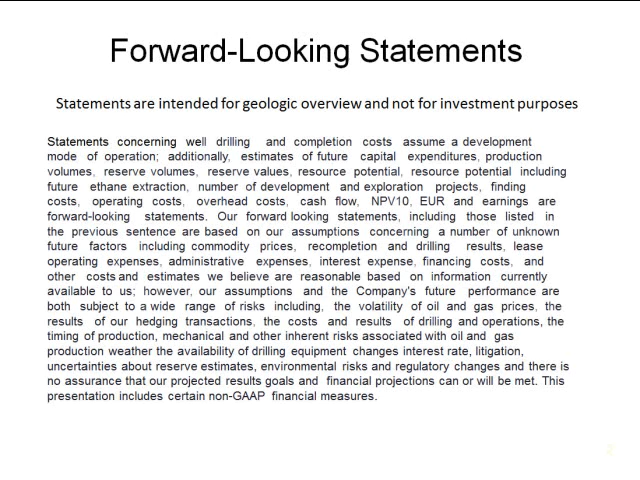 Forward-Looking Statements
Statements are intended for geologic overview and not for investment purposes
Statements concerning well drilling and completion costs assume a development
mode of operation; additionally, estimates of future capital expenditures, production
volumes, reserve volumes, reserve values, resource potential, resource potential including
future ethane extraction, number of development and exploration projects, finding
costs, operating costs, overhead costs, cash flow, NPV10, EUR and earnings are
forward-looking statements. Our forward looking statements, including those listed in
the previous sentence are based on our assumptions concerning a number of unknown
future factors including commodity prices, recompletion and drilling results, lease
operating expenses, administrative expenses, interest expense, financing costs, and
other costs and estimates we believe are reasonable based on information currently
available to us; however, our assumptions and the Company's future performance are
both subject to a wide range of risks including, the volatility of oil and gas prices, the
results of our hedging transactions, the costs and results of drilling and operations, the
timing of production, mechanical and other inherent risks associated with oil and gas
production weather the availability of drilling equipment changes interest rate, litigation,
uncertainties about reserve estimates, environmental risks and regulatory changes and there is
no assurance that our projected results goals and financial projections can or will be met. This
presentation includes certain non-GAAP financial measures.
2